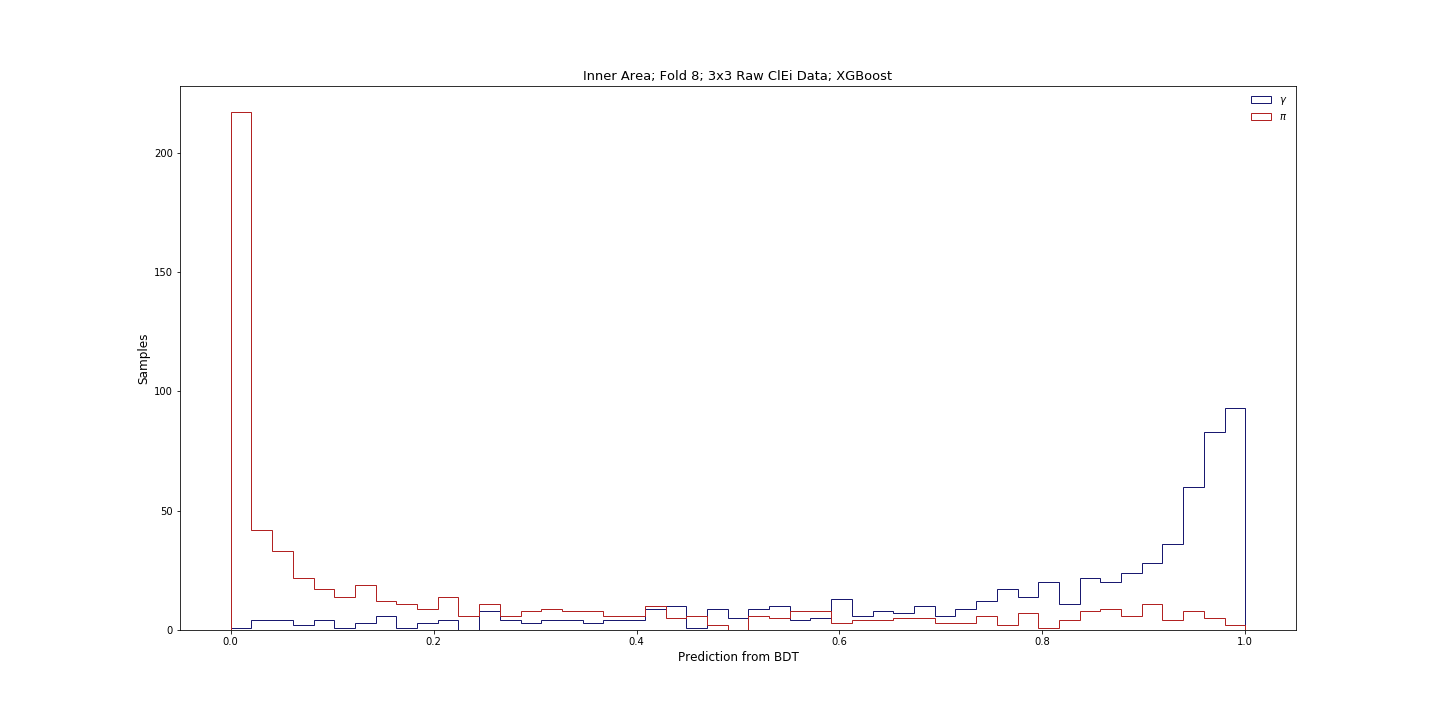 Inner Area; Fold 8; 3x3 Raw ClEi Data; XGBoost
γ
π
200
150
100
50
0
Samples
0.0 0.2 0.4 0.6 0.8 1.0
Prediction from BDT